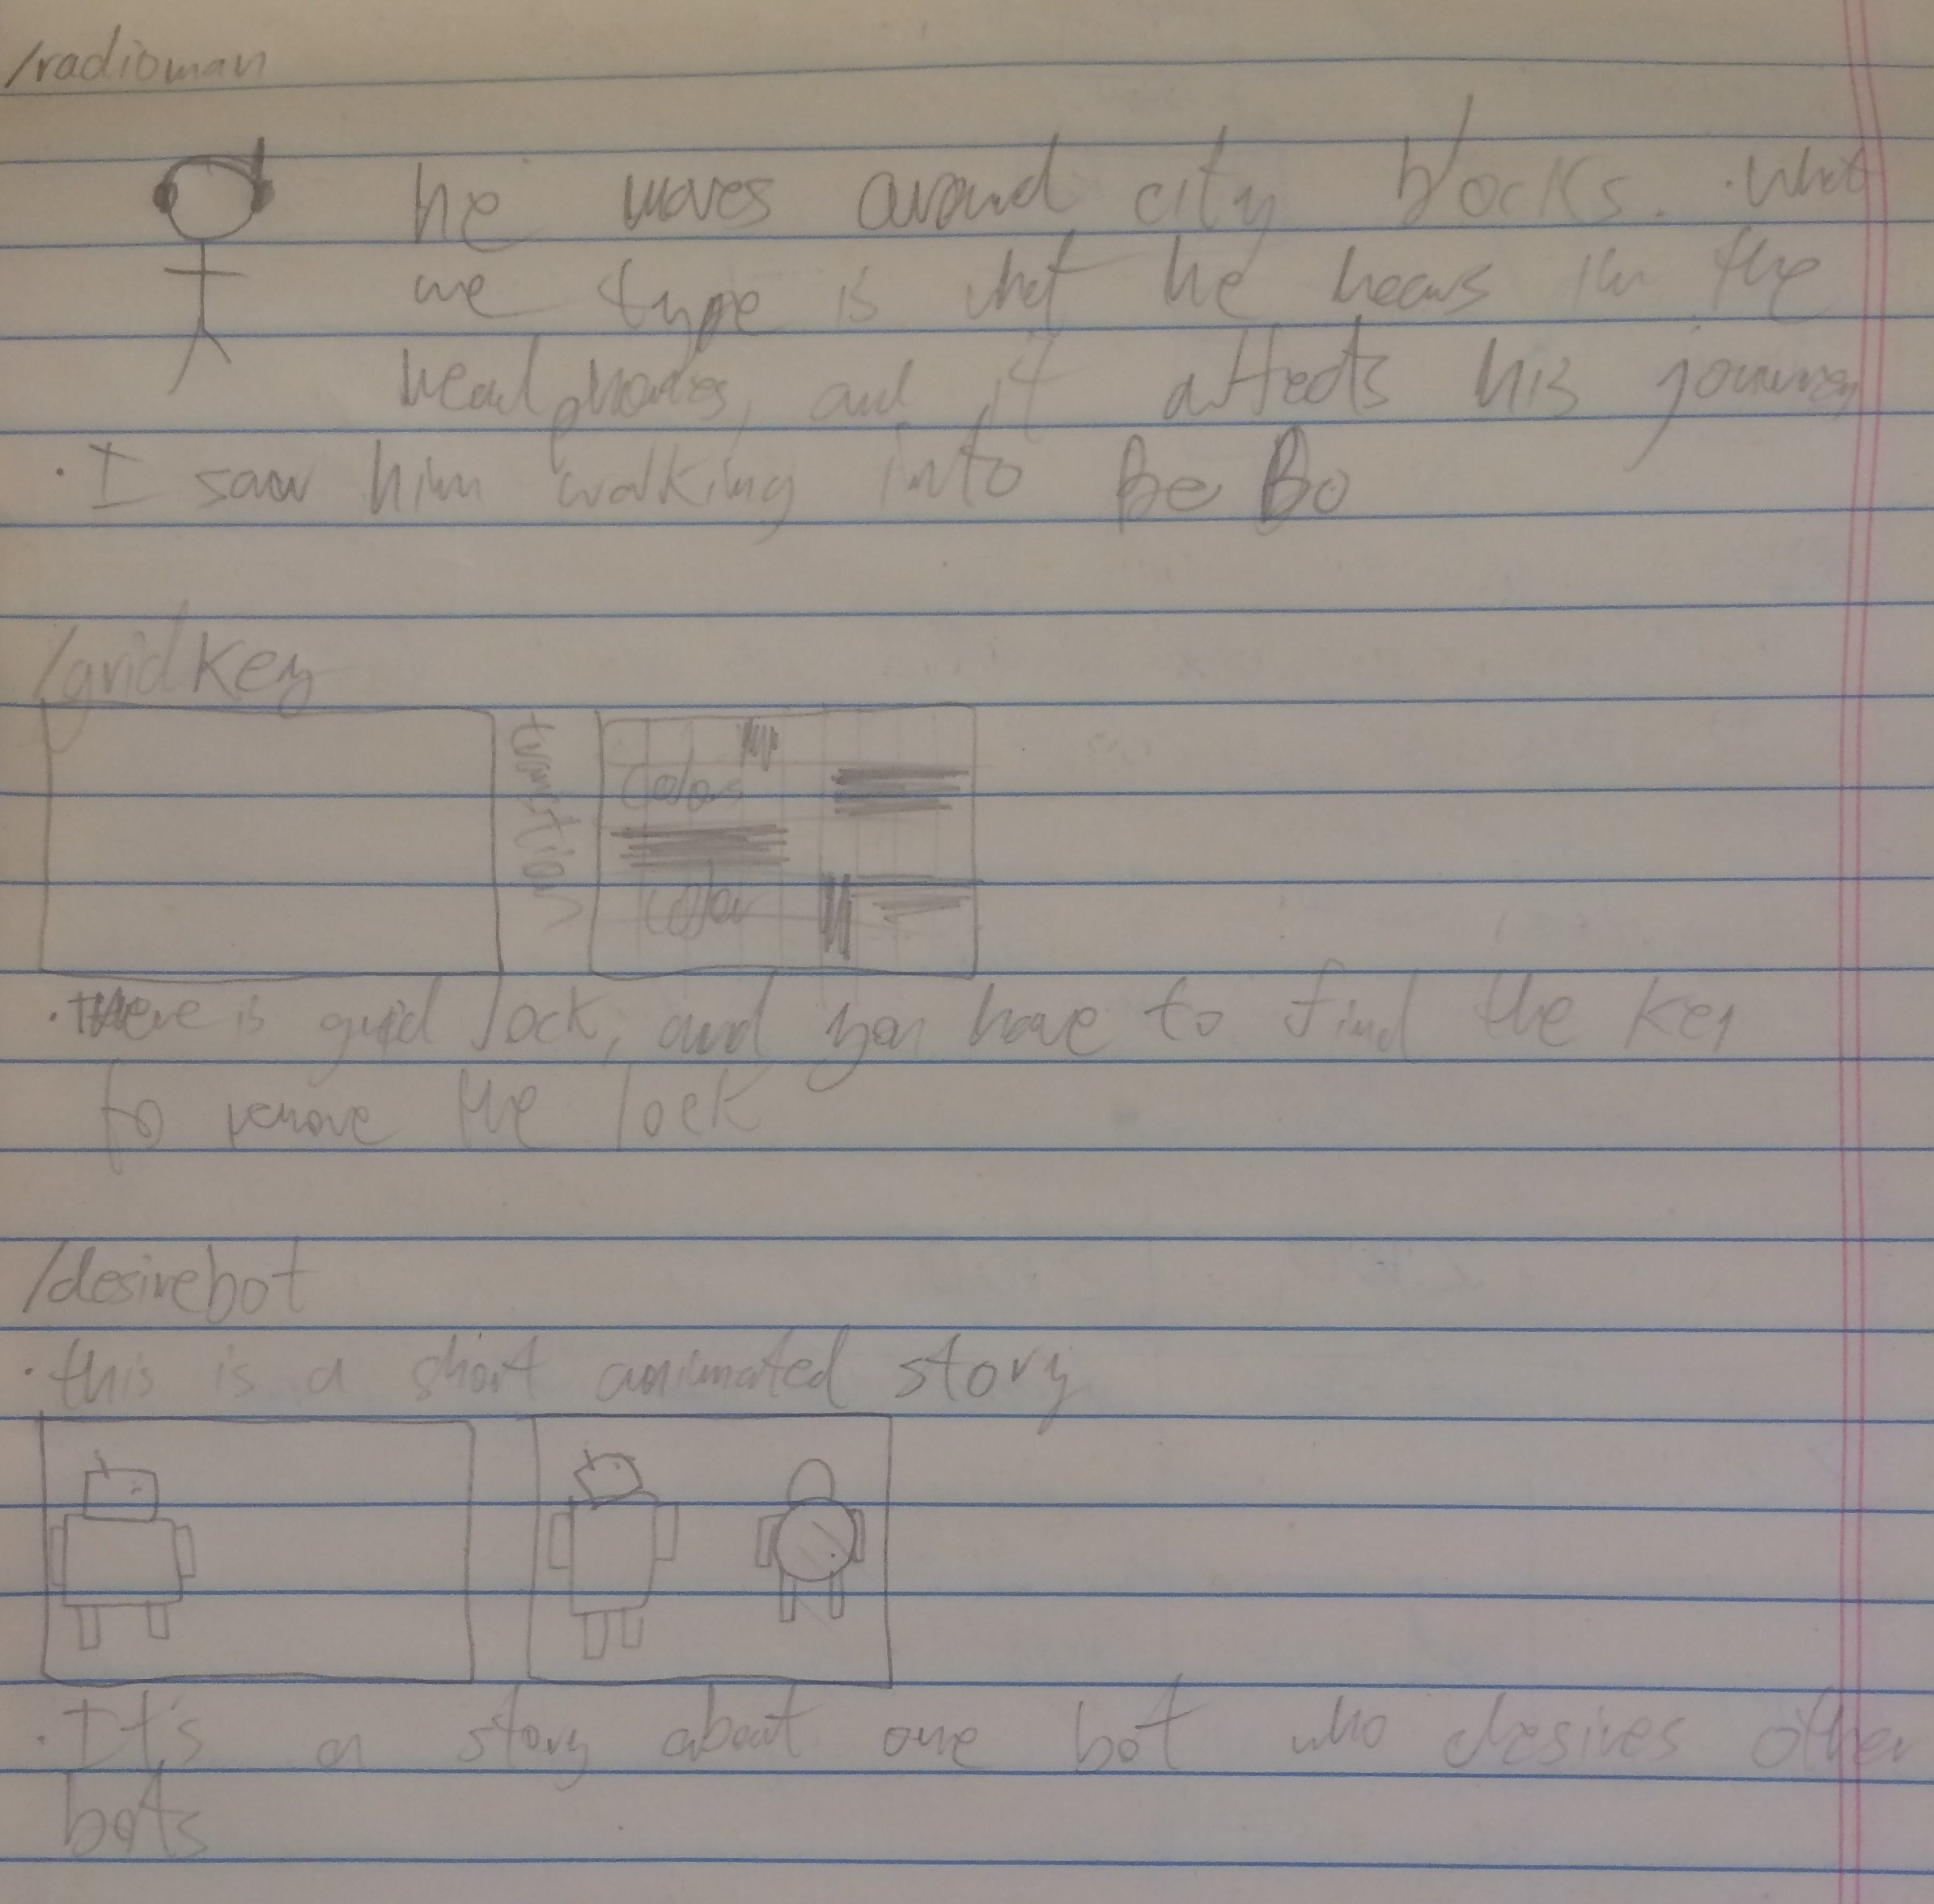 /radioman
he moves around city blocks. What
we type is what he hears in the
headphones, and it affects his journey
· I saw him walking into Be Bo
/gridkey
transition
Colors
Color
· there is grid lock, and you have to find the key
to remove the lock
/desirebot
· this is a short animated story
· It's a story about one bot who desires other
bots